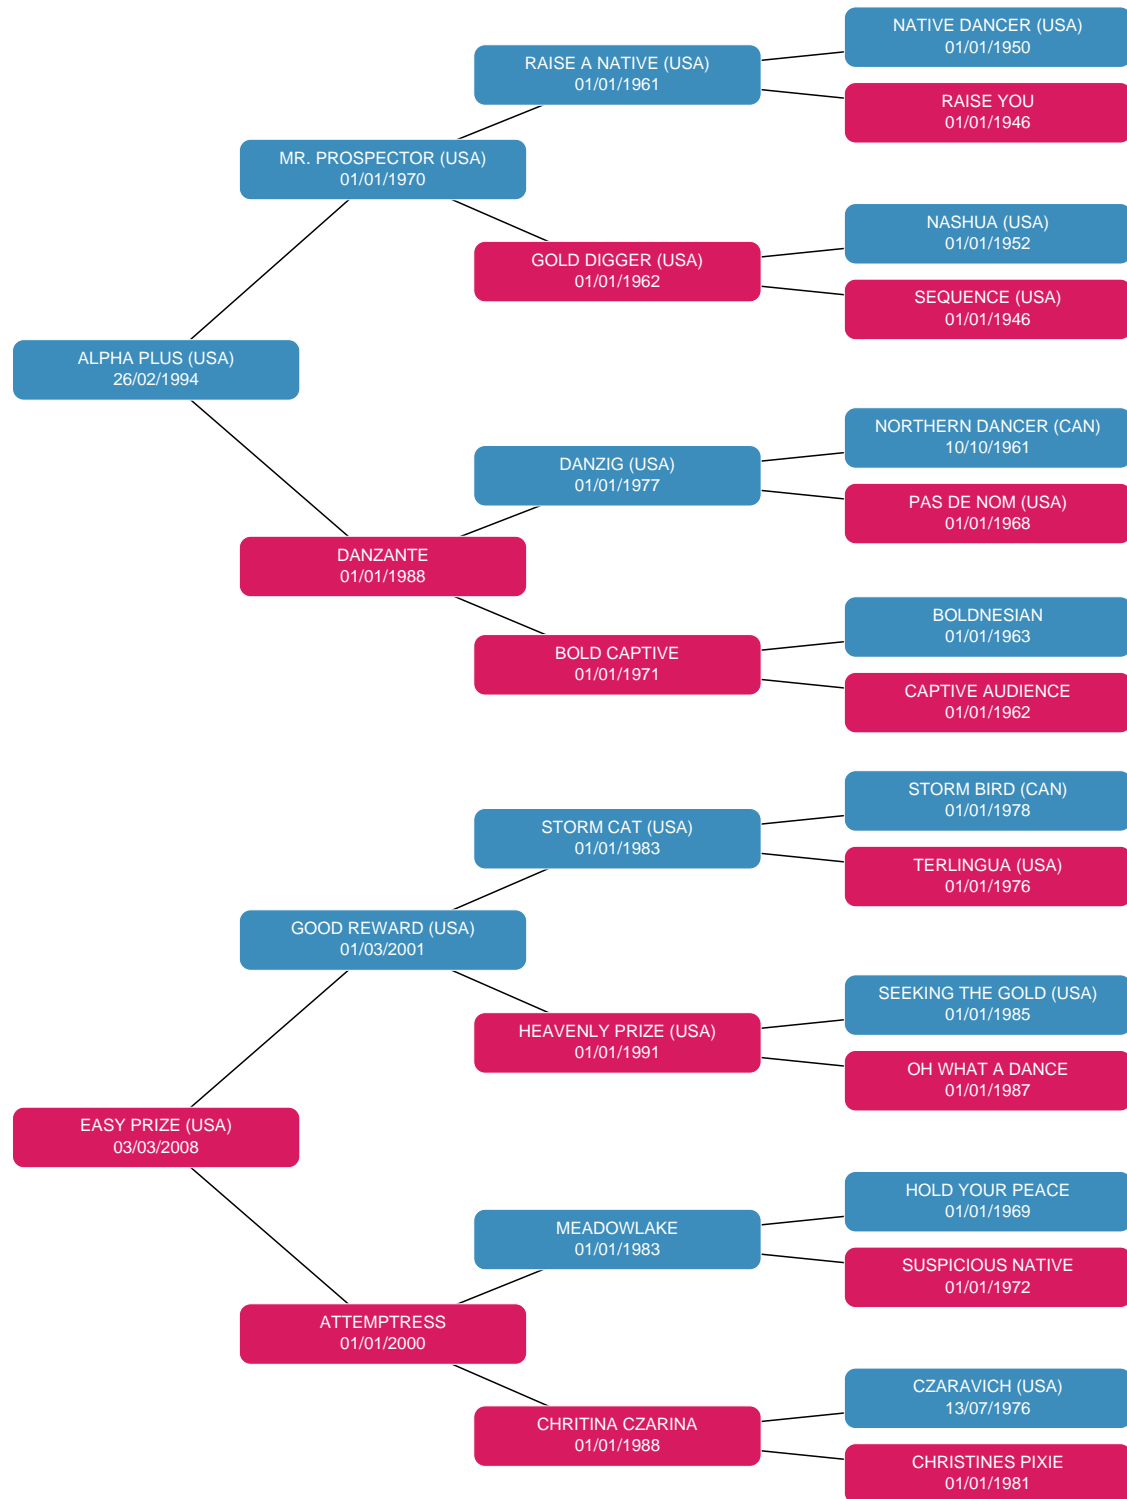 NATIVE DANCER (USA)
01/01/1950
RAISE A NATIVE (USA)
01/01/1961
RAISE YOU
01/01/1946
MR. PROSPECTOR (USA)
01/01/1970
NASHUA (USA)
01/01/1952
GOLD DIGGER (USA)
01/01/1962
SEQUENCE (USA)
01/01/1946
ALPHA PLUS (USA)
26/02/1994
NORTHERN DANCER (CAN)
10/10/1961
DANZIG (USA)
01/01/1977
PAS DE NOM (USA)
01/01/1968
DANZANTE
01/01/1988
BOLDNESIAN
01/01/1963
BOLD CAPTIVE
01/01/1971
CAPTIVE AUDIENCE
01/01/1962
STORM BIRD (CAN)
01/01/1978
STORM CAT (USA)
01/01/1983
TERLINGUA (USA)
01/01/1976
GOOD REWARD (USA)
01/03/2001
SEEKING THE GOLD (USA)
01/01/1985
HEAVENLY PRIZE (USA)
01/01/1991
OH WHAT A DANCE
01/01/1987
EASY PRIZE (USA)
03/03/2008
HOLD YOUR PEACE
01/01/1969
MEADOWLAKE
01/01/1983
SUSPICIOUS NATIVE
01/01/1972
ATTEMPTRESS
01/01/2000
CZARAVICH (USA)
13/07/1976
CHRITINA CZARINA
01/01/1988
CHRISTINES PIXIE
01/01/1981